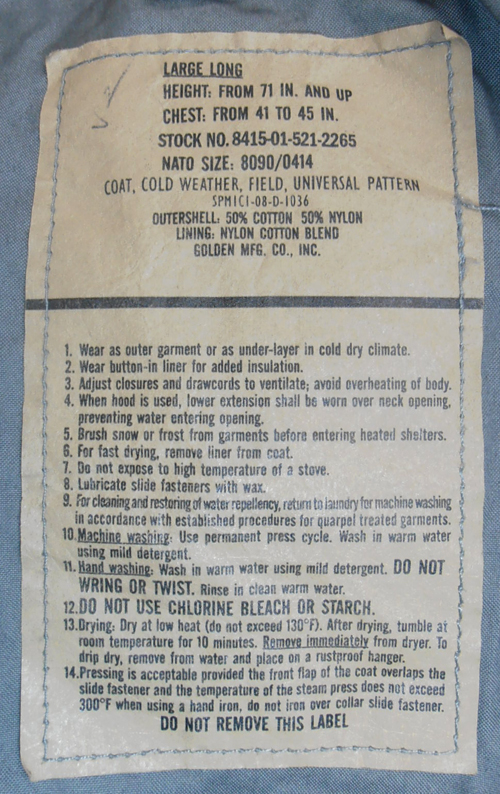 LARGE LONG
HEIGHT: FROM 71 IN. AND UP
CHEST: FROM 41 TO 45 IN.
STOCK NO. 8415-01-521-2265
NATO SIZE: 8090/0414
COAT, COLD WEATHER, FIELD, UNIVERSAL PATTERN
SPM1C1-08-D-1036
OUTERSHELL: 50% COTTON 50% NYLON
LINING: NYLON COTTON BLEND
GOLDEN MFG. CO., INC.
1. Wear as outer garment or as under-layer in cold dry climate.
2. Wear button-in liner for added insulation.
3. Adjust closures and drawcords to ventilate; avoid overheating of body.
4. When hood is used, lower extension shall be worn over neck opening,
preventing water entering opening.
5. Brush snow or frost from garments before entering heated shelters.
6. For fast drying, remove liner from coat.
7. Do not expose to high temperature of a stove.
8. Lubricate slide fasteners with wax.
9. For cleaning and restoring of water repellency, return to laundry for machine washing
in accordance with established procedures for quarpel treated garments.
10. Machine washing: Use permanent press cycle. Wash in warm water
using mild detergent.
11. Hand washing: Wash in warm water using mild detergent. DO NOT
WRING OR TWIST. Rinse in clean warm water.
12. DO NOT USE CHLORINE BLEACH OR STARCH.
13. Drying: Dry at low heat (do not exceed 130°F). After drying, tumble at
room temperature for 10 minutes. Remove immediately from dryer. To
drip dry, remove from water and place on a rustproof hanger.
14. Pressing is acceptable provided the front flap of the coat overlaps the
slide fastener and the temperature of the steam press does not exceed
300°F when using a hand iron, do not iron over collar slide fastener.
DO NOT REMOVE THIS LABEL